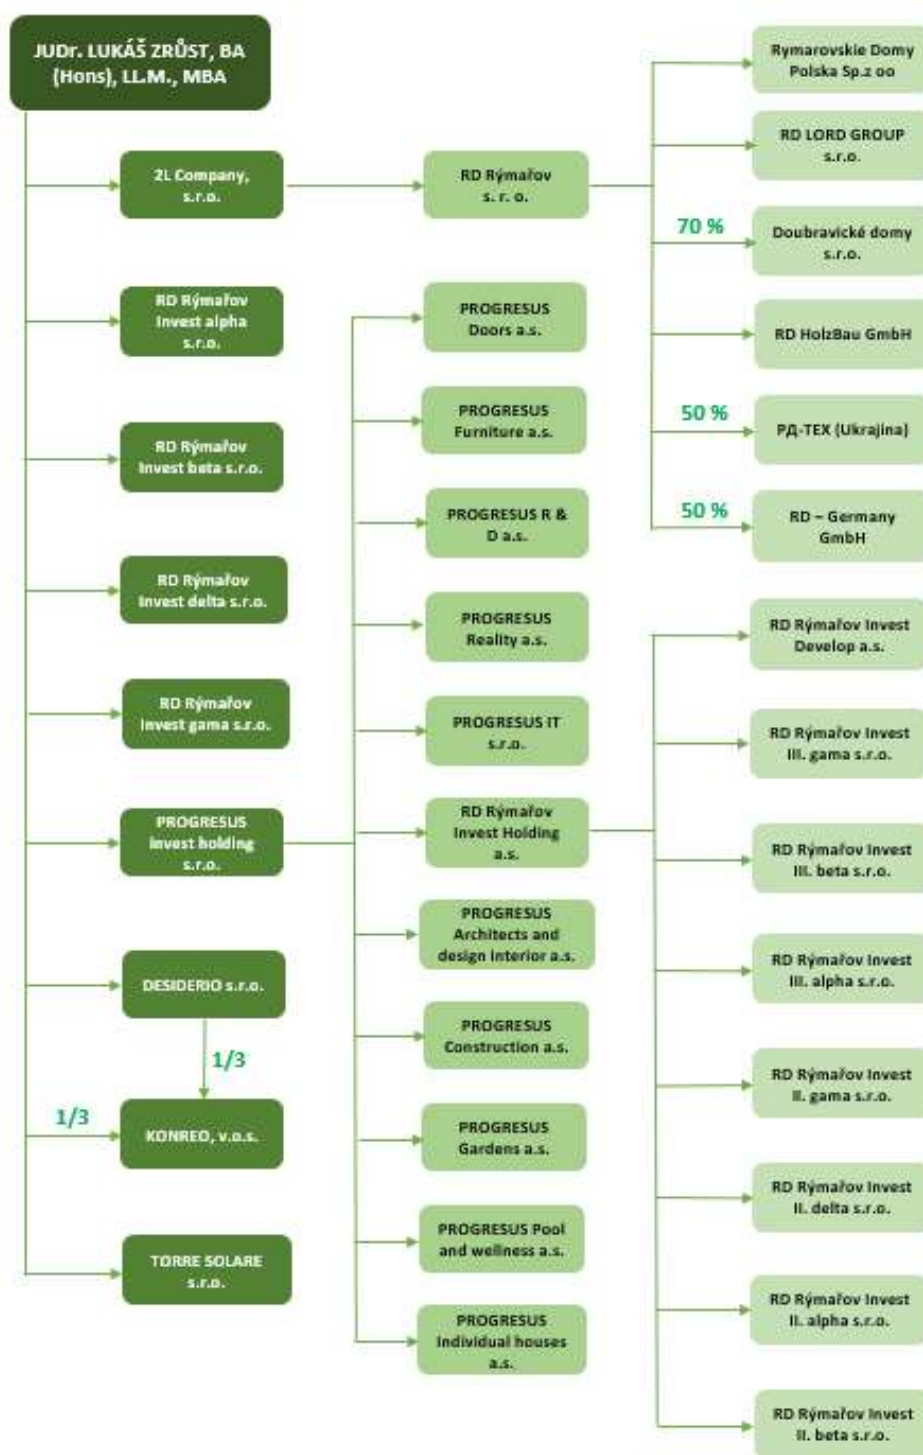 JUDr. LUKÁŠ ZRŮST, BA
(Hons), LL.M., MBA
2L Company,
s.r.o.
RD Rýmařov
Invest alpha
s.r.o.
RD Rýmařov
Invest beta s.r.o.
RD Rýmařov
Invest delta s.r.o.
RD Rýmařov
Invest gama s.r.o.
PROGRESUS
invest holding
s.r.o.
DESIDERIO s.r.o.
1/3
1/3
KONREO, v.o.s.
TORRE SOLARE
s.r.o.
RD Rýmařov
s. r. o.
PROGRESUS
Doors a.s.
PROGRESUS
Furniture a.s.
PROGRESUS R &
D a.s.
PROGRESUS
Reality a.s.
PROGRESUS IT
s.r.o.
RD Rýmařov
Invest Holding
a.s.
PROGRESUS
Architects and
design interior a.s.
PROGRESUS
Construction a.s.
PROGRESUS
Gardens a.s.
PROGRESUS Pool
and wellness a.s.
PROGRESUS
Individual houses
a.s.
Rymarovskie Domy
Polska Sp.z oo
RD LORD GROUP
s.r.o.
70 %
Doubravické domy
s.r.o.
RD HolzBau GmbH
50 %
РД-ТЕХ (Ukrajina)
50 %
RD – Germany
GmbH
RD Rýmařov Invest
Develop a.s.
RD Rýmařov Invest
III. gama s.r.o.
RD Rýmařov Invest
III. beta s.r.o.
RD Rýmařov Invest
III. alpha s.r.o.
RD Rýmařov Invest
II. gama s.r.o.
RD Rýmařov Invest
II. delta s.r.o.
RD Rýmařov Invest
II. alpha s.r.o.
RD Rýmařov Invest
II. beta s.r.o.